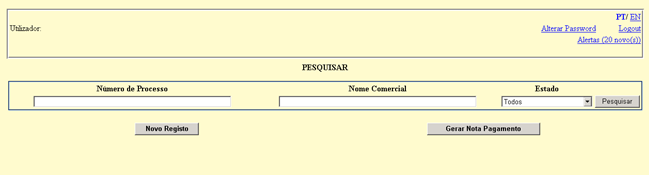 PT/ EN
Utilizador: Alterar Password Logout
Alertas (20 novo(s))
PESQUISAR
Número de Processo Nome Comercial Estado
Todos Pesquisar
Novo Registo Gerar Nota Pagamento